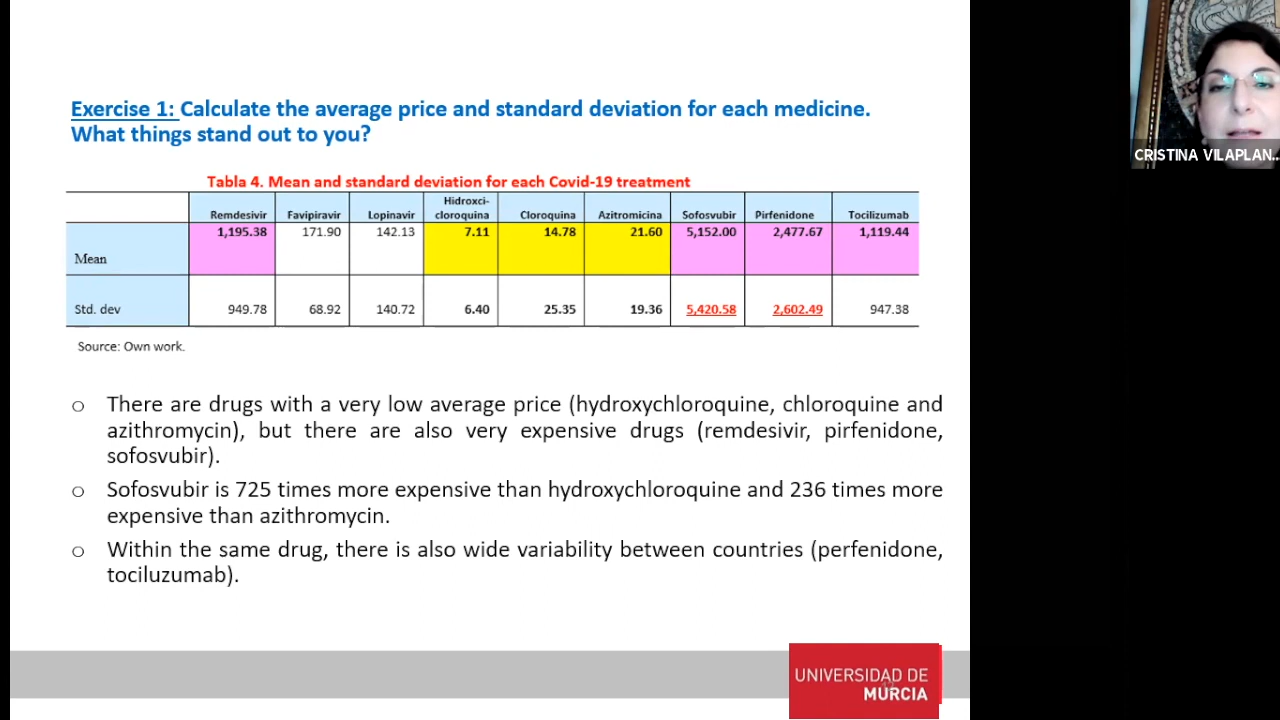 Exercise 1: Calculate the average price and standard deviation for each medicine.
What things stand out to you?
CRISTINA VILAPLAN...
Tabla 4. Mean and standard deviation for each Covid-19 treatment
Remdesivir Favipiravir Lopinavir Hidroxci-cloroquina Cloroquina Azitromicina Sofosvubir Pirfenidone Tocilizumab
Mean 1,195.38 171.90 142.13 7.11 14.78 21.60 5,152.00 2,477.67 1,119.44
Std. dev 949.78 68.92 140.72 6.40 25.35 19.36 5,420.58 2,602.49 947.38
Source: Own work.
o There are drugs with a very low average price (hydroxychloroquine, chloroquine and
azithromycin), but there are also very expensive drugs (remdesivir, pirfenidone,
sofosvubir).
o Sofosvubir is 725 times more expensive than hydroxychloroquine and 236 times more
expensive than azithromycin.
o Within the same drug, there is also wide variability between countries (perfenidone,
tociluzumab).
UNIVERSIDAD DE
MURCIA